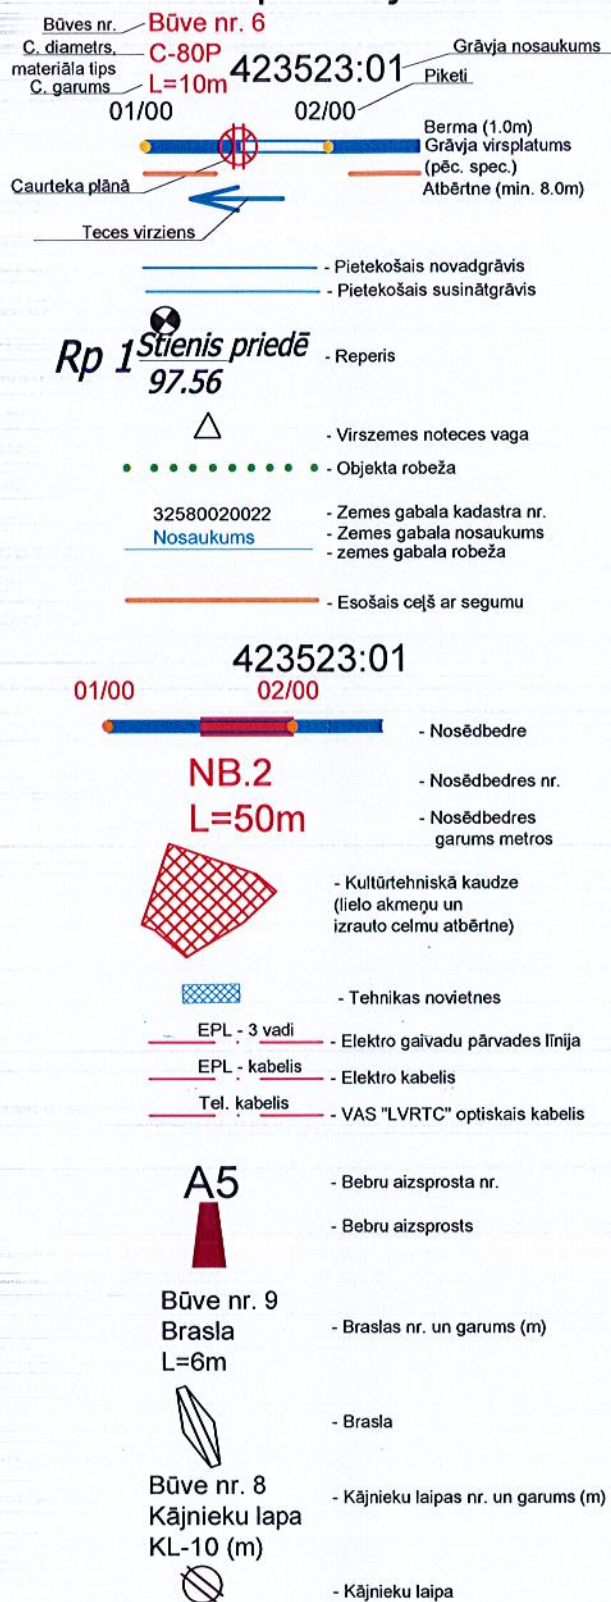 Būves nr.
Būve nr. 6
C. diametrs,
materiāla tips
C-80P
C. garums
L=10m
423523:01
Grāvja nosaukums
Piketi
01/00
02/00
Berma (1.0m)
Grāvja virsplatums
(pēc. spec.)
Atbērtne (min. 8.0m)
Caurteka plānā
Teces virziens
- Pietekošais novadgrāvis
- Pietekošais susinātgrāvis
Rp 1
Stienis priedē
97.56
- Reperis
- Virszemes noteces vaga
- Objekta robeža
32580020022
- Zemes gabala kadastra nr.
Nosaukums
- Zemes gabala nosaukums
- zemes gabala robeža
- Esošais ceļš ar segumu
423523:01
01/00
02/00
- Nosēdbedre
NB.2
- Nosēdbedres nr.
L=50m
- Nosēdbedres
garums metros
- Kultūrtehniskā kaudze
(lielo akmeņu un
izrauto celmu atbērtne)
- Tehnikas novietnes
EPL - 3 vadi
- Elektro gaivadu pārvades līnija
EPL - kabelis
- Elektro kabelis
Tel. kabelis
- VAS "LVRTC" optiskais kabelis
A5
- Bebru aizsprosta nr.
- Bebru aizsprosts
Būve nr. 9
Brasla
L=6m
- Braslas nr. un garums (m)
- Brasla
Būve nr. 8
Kājnieku lapa
KL-10 (m)
- Kājnieku laipas nr. un garums (m)
- Kājnieku laipa